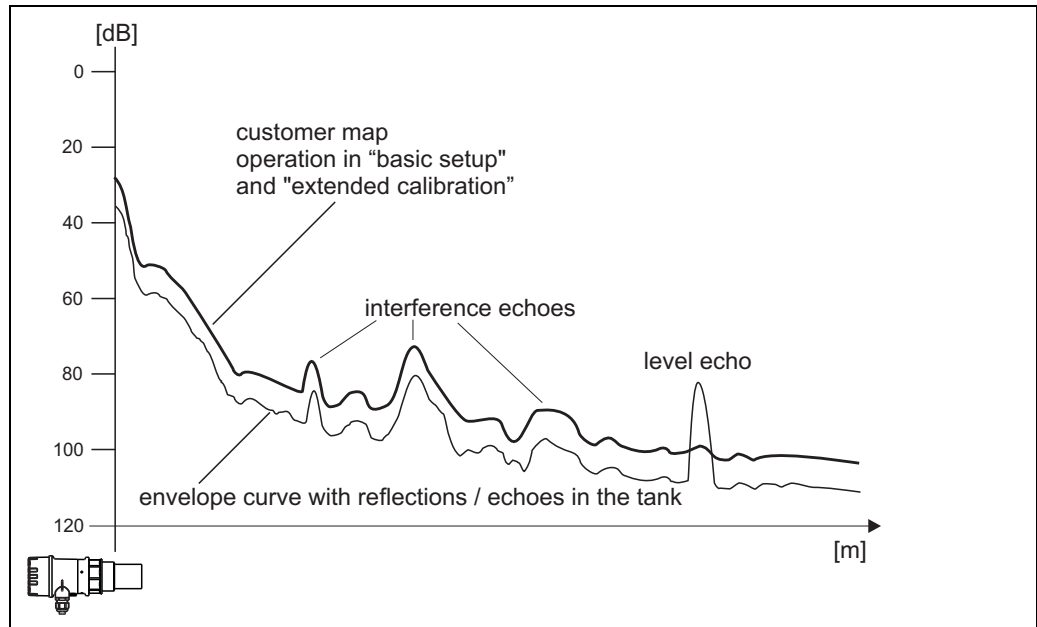 [dB]
0
20
customer map
operation in “basic setup"
and "extended calibration”
40
60
interference echoes
level echo
80
100
envelope curve with reflections / echoes in the tank
120
[m]